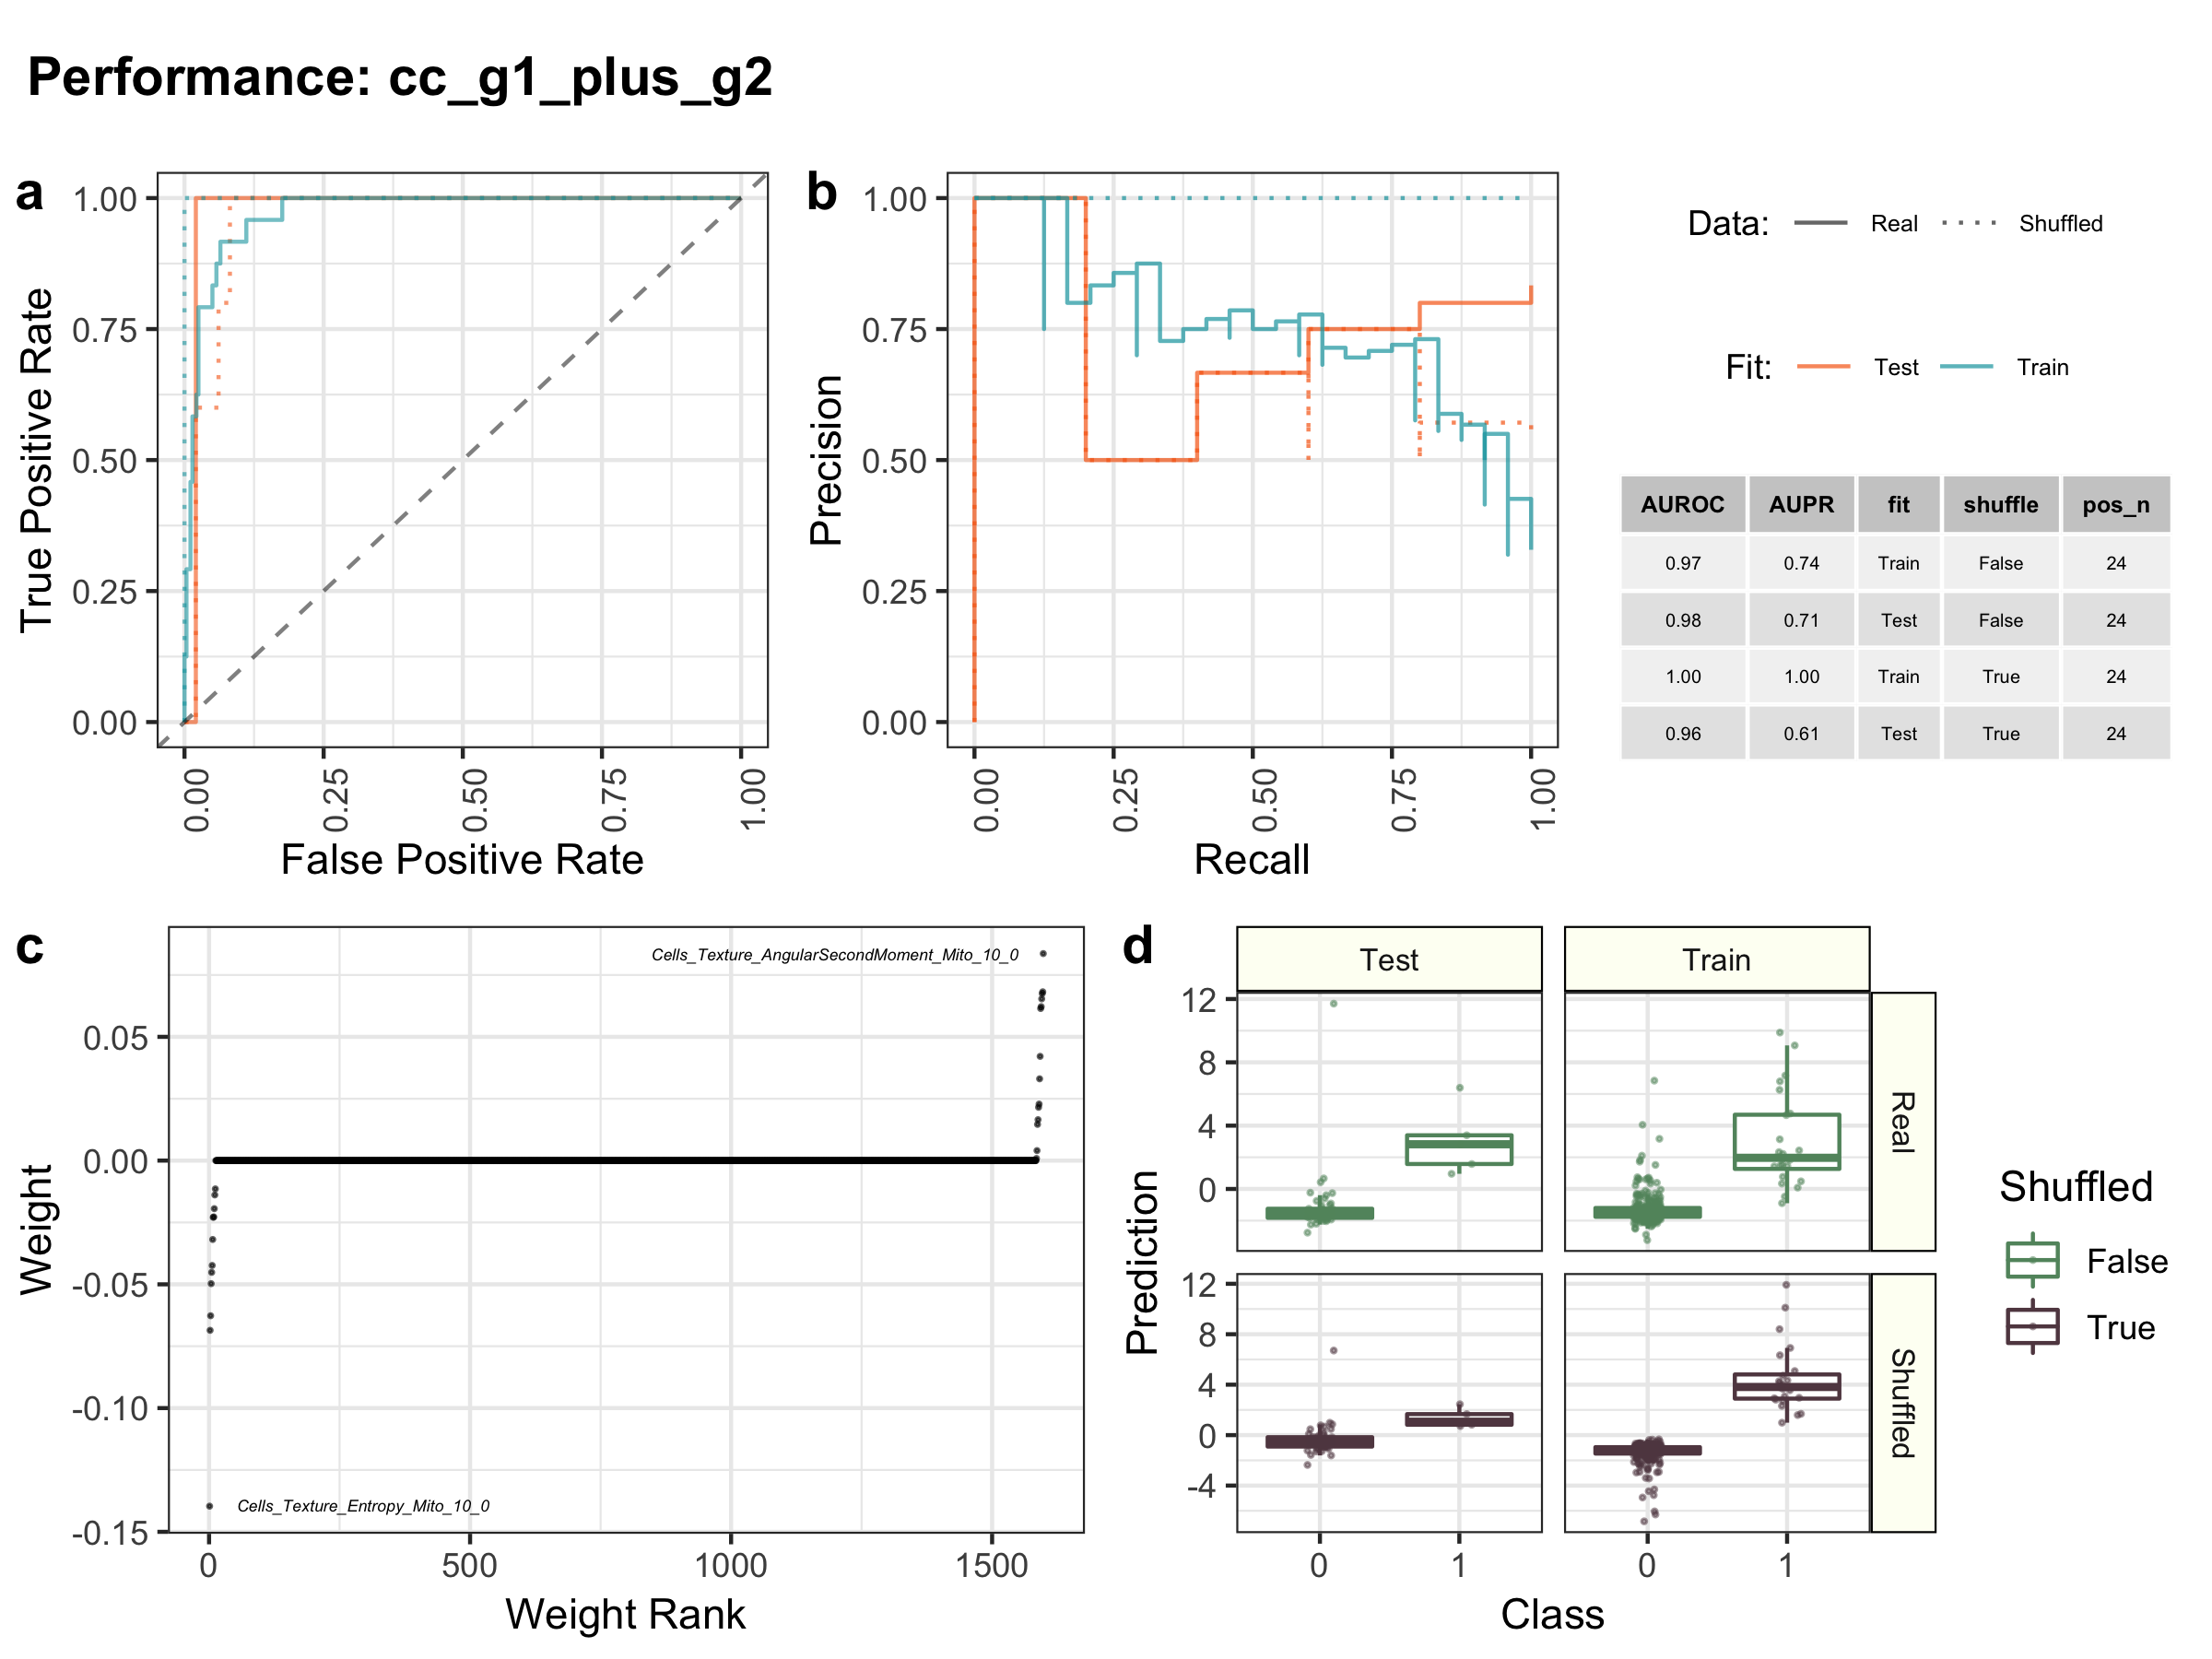 Performance: cc_g1_plus_g2
a
1.00
0.75
0.50
0.25
0.00
True Positive Rate
0.00
0.25
0.50
0.75
1.00
False Positive Rate
b
1.00
0.75
0.50
0.25
0.00
Precision
0.00
0.25
0.50
0.75
1.00
Recall
Data: Real Shuffled
Fit: Test Train
AUROC AUPR fit shuffle pos_n
0.97 0.74 Train False 24
0.98 0.71 Test False 24
1.00 1.00 Train True 24
0.96 0.61 Test True 24
c
0.05
0.00
-0.05
-0.10
-0.15
Weight
Cells_Texture_AngularSecondMoment_Mito_10_0
Cells_Texture_Entropy_Mito_10_0
0 500 1000 1500
Weight Rank
d
Test Train
12
8
4
0
Real
12
8
4
0
-4
Shuffled
Prediction
0 1 0 1
Class
Shuffled
False
True